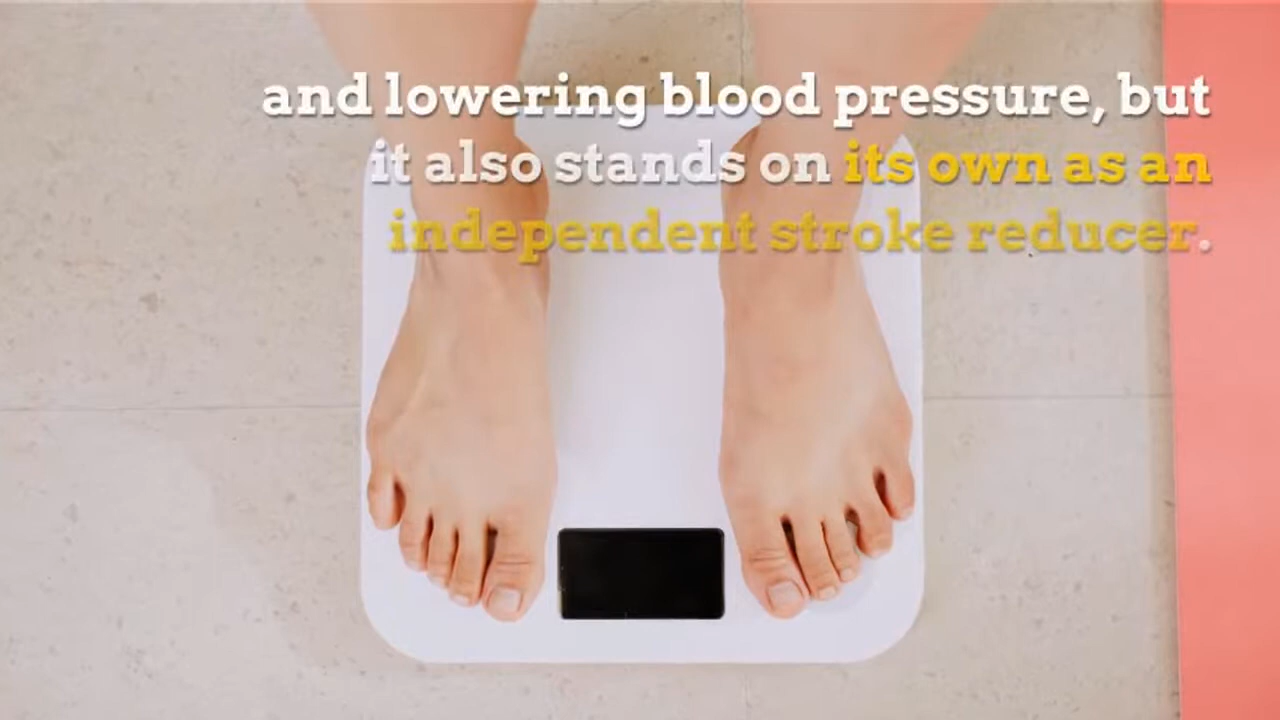 and lowering blood pressure, but
it also stands on its own as an
independent stroke reducer.